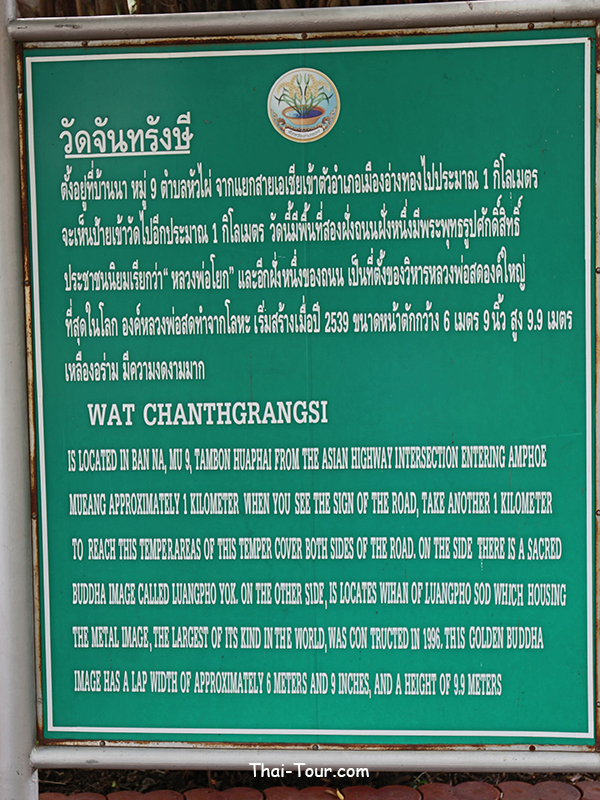 วัดจันทรังษี
ตั้งอยู่ที่บ้านนา หมู่ 9 ตำบลหัวไผ่ จากแยกสายเอเซียเข้าตัวอำเภอเมืองอ่างทองไปประมาณ 1 กิโลเมตร
จะเห็นป้ายเข้าวัดไปอีกประมาณ 1 กิโลเมตร วัดนี้มีพื้นที่สองฝั่งถนนฝั่งหนึ่งมีพระพุทธรูปศักดิ์สิทธิ์
ประชาชนนิยมเรียกว่า“ หลวงพ่อโยก” และอีกฝั่งหนึ่งของถนน เป็นที่ตั้งของวิหารหลวงพ่อสดองค์ใหญ่
ที่สุดในโลก องค์หลวงพ่อสดทำจากโลหะ เริ่มสร้างเมื่อปี 2539 ขนาดหน้าตักกว้าง 6 เมตร 9 นิ้ว สูง 9.9 เมตร
เหลืองอร่าม มีความงดงามมาก
WAT CHANTHGRANGSI
IS LOCATED IN BAN NA, MU 9, TAMBON HUAPHAI FROM THE ASIAN HIGHWAY INTERSECTION ENTERING AMPHOE
MUEANG APPROXIMATELY 1 KILOMETER WHEN YOU SEE THE SIGN OF THE ROAD, TAKE ANOTHER 1 KILOMETER
TO REACH THIS TEMPER.AREAS OF THIS TEMPER COVER BOTH SIDES OF THE ROAD. ON THE SIDE THERE IS A SACRED
BUDDHA IMAGE CALLED LUANGPHO YOK. ON THE OTHER SIDE, IS LOCATES WIHAN OF LUANGPHO SOD WHICH HOUSING
THE METAL IMAGE, THE LARGEST OF ITS KIND IN THE WORLD, WAS CON TRUCTED IN 1996. THIS GOLDEN BUDDHA
IMAGE HAS A LAP WIDTH OF APPROXIMATELY 6 METERS AND 9 INCHES, AND A HEIGHT OF 9.9 METERS
Thai-Tour.com